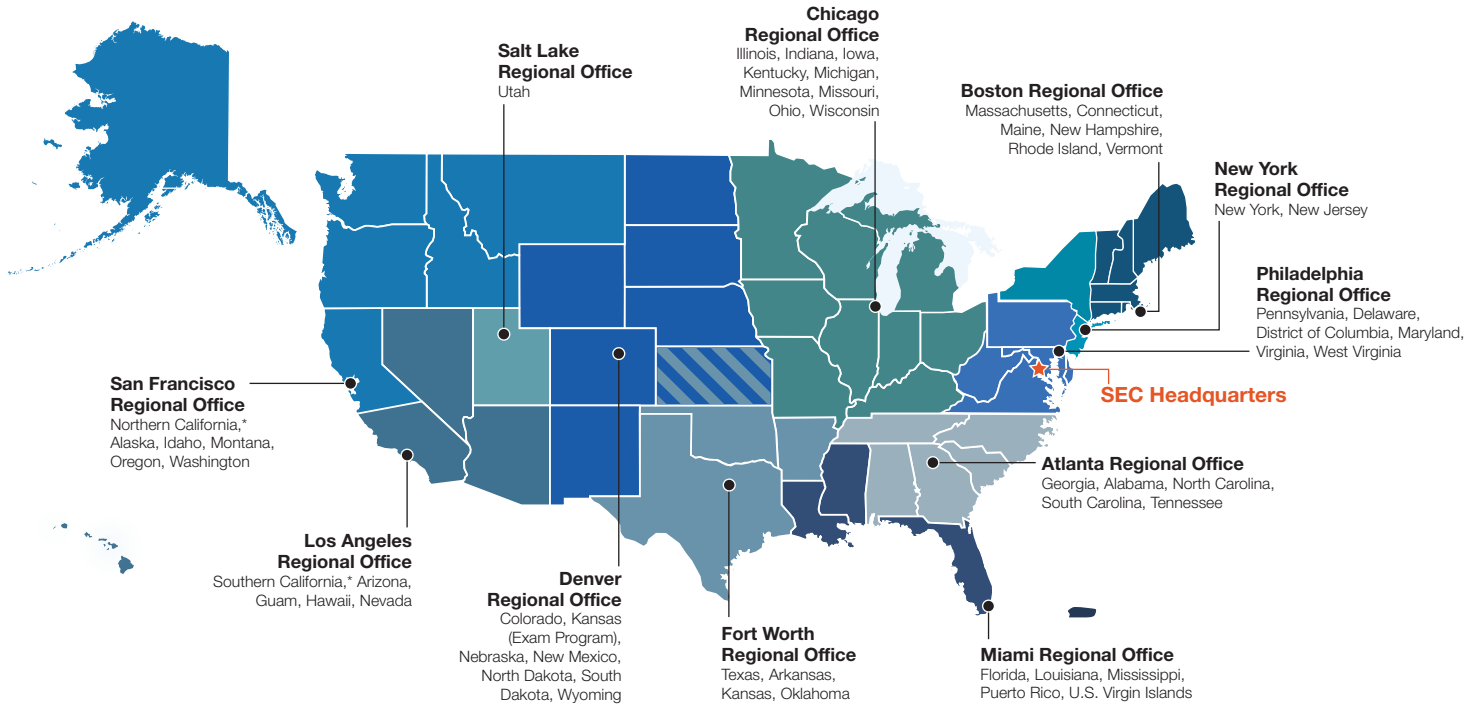 Chicago
Regional Office
Illinois, Indiana, Iowa,
Kentucky, Michigan,
Minnesota, Missouri,
Ohio, Wisconsin
Salt Lake
Regional Office
Utah
Boston Regional Office
Massachusetts, Connecticut,
Maine, New Hampshire,
Rhode Island, Vermont
New York
Regional Office
New York, New Jersey
Philadelphia
Regional Office
Pennsylvania, Delaware,
District of Columbia, Maryland,
Virginia, West Virginia
SEC Headquarters
San Francisco
Regional Office
Northern California,*
Alaska, Idaho, Montana,
Oregon, Washington
Atlanta Regional Office
Georgia, Alabama, North Carolina,
South Carolina, Tennessee
Los Angeles
Regional Office
Southern California,* Arizona,
Guam, Hawaii, Nevada
Denver
Regional Office
Colorado, Kansas
(Exam Program),
Nebraska, New Mexico,
North Dakota, South
Dakota, Wyoming
Fort Worth
Regional Office
Texas, Arkansas,
Kansas, Oklahoma
Miami Regional Office
Florida, Louisiana, Mississippi,
Puerto Rico, U.S. Virgin Islands